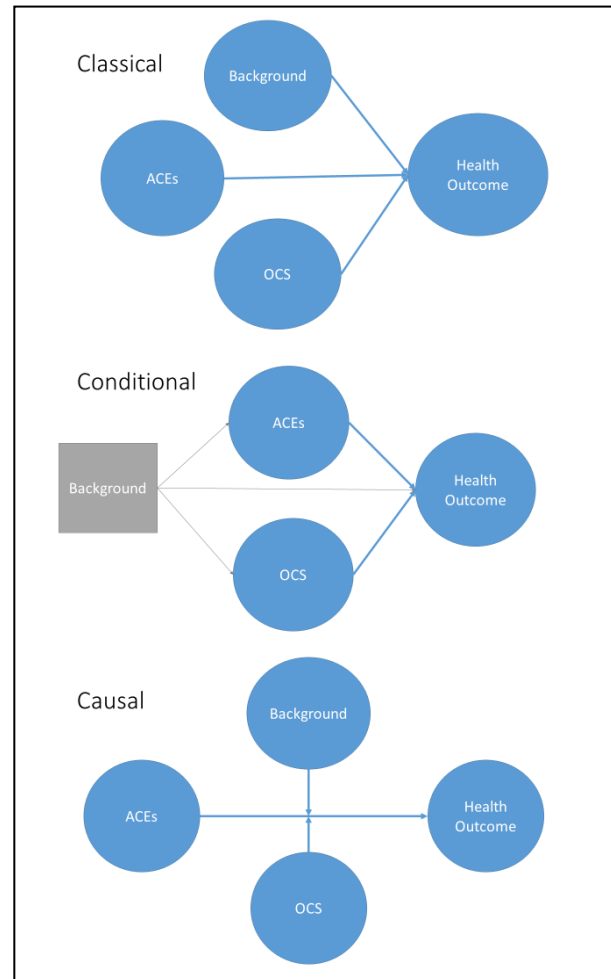 Classical
Background
ACEs
Health
Outcome
OCS
Conditional
ACEs
Background
Health
Outcome
OCS
Causal
Background
ACEs
Health
Outcome
OCS